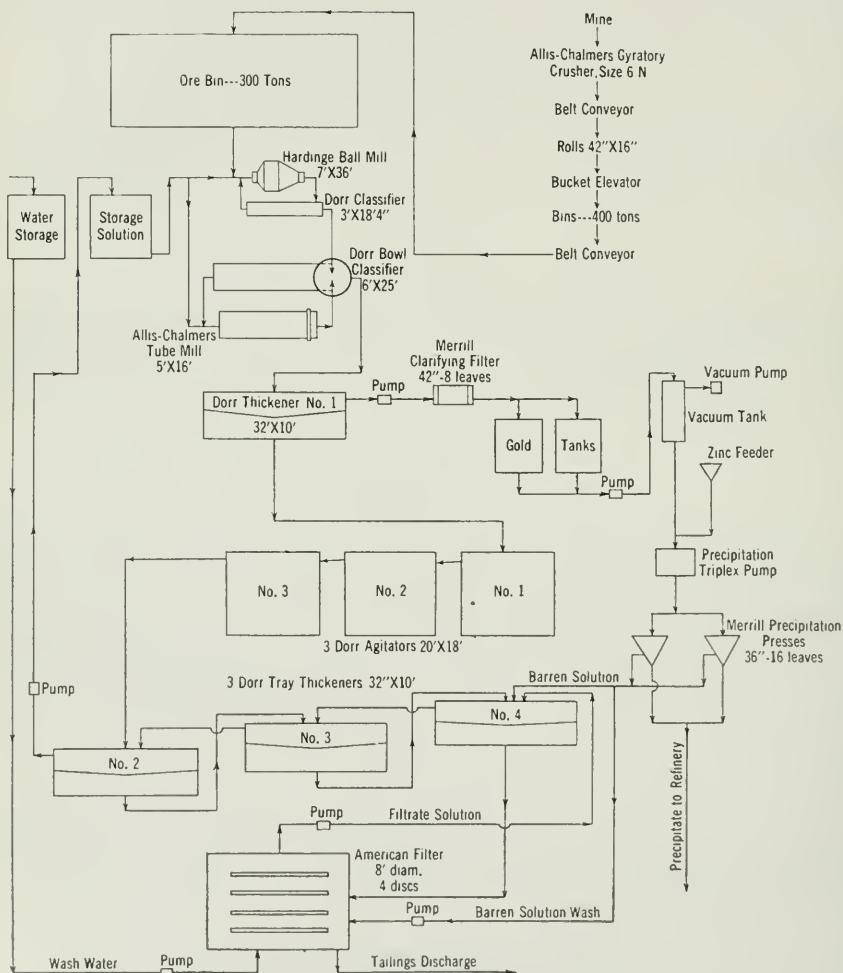 Mine
Allis-Chalmers Gyratory
Crusher, Size 6 N
Belt Conveyor
Rolls 42"X16"
Bucket Elevator
Bins---400 tons
Belt Conveyor
Ore Bin---300 Tons
Hardinge Ball Mill
7'X36'
Dorr Classifier
3'X18'4"
Water
Storage
Storage
Solution
Dorr Bowl
Classifier
6'X25'
Allis-Chalmers
Tube Mill
5'X16'
Merrill
Clarifying Filter
42"-8 leaves
Pump
Dorr Thickener No. 1
32'X10'
Gold
Tanks
Pump
Vacuum Pump
Vacuum Tank
Zinc Feeder
Precipitation
Triplex Pump
No. 3
No. 2
No. 1
3 Dorr Agitators 20'X18'
Merrill Precipitation
Presses
36"-16 leaves
Pump
3 Dorr Tray Thickeners 32"X10'
Barren Solution
No. 4
No. 3
No. 2
Precipitate to Refinery
Pump
Filtrate Solution
American Filter
8' diam.
4 discs
Pump
Barren Solution Wash
Wash Water
Pump
Tailings Discharge